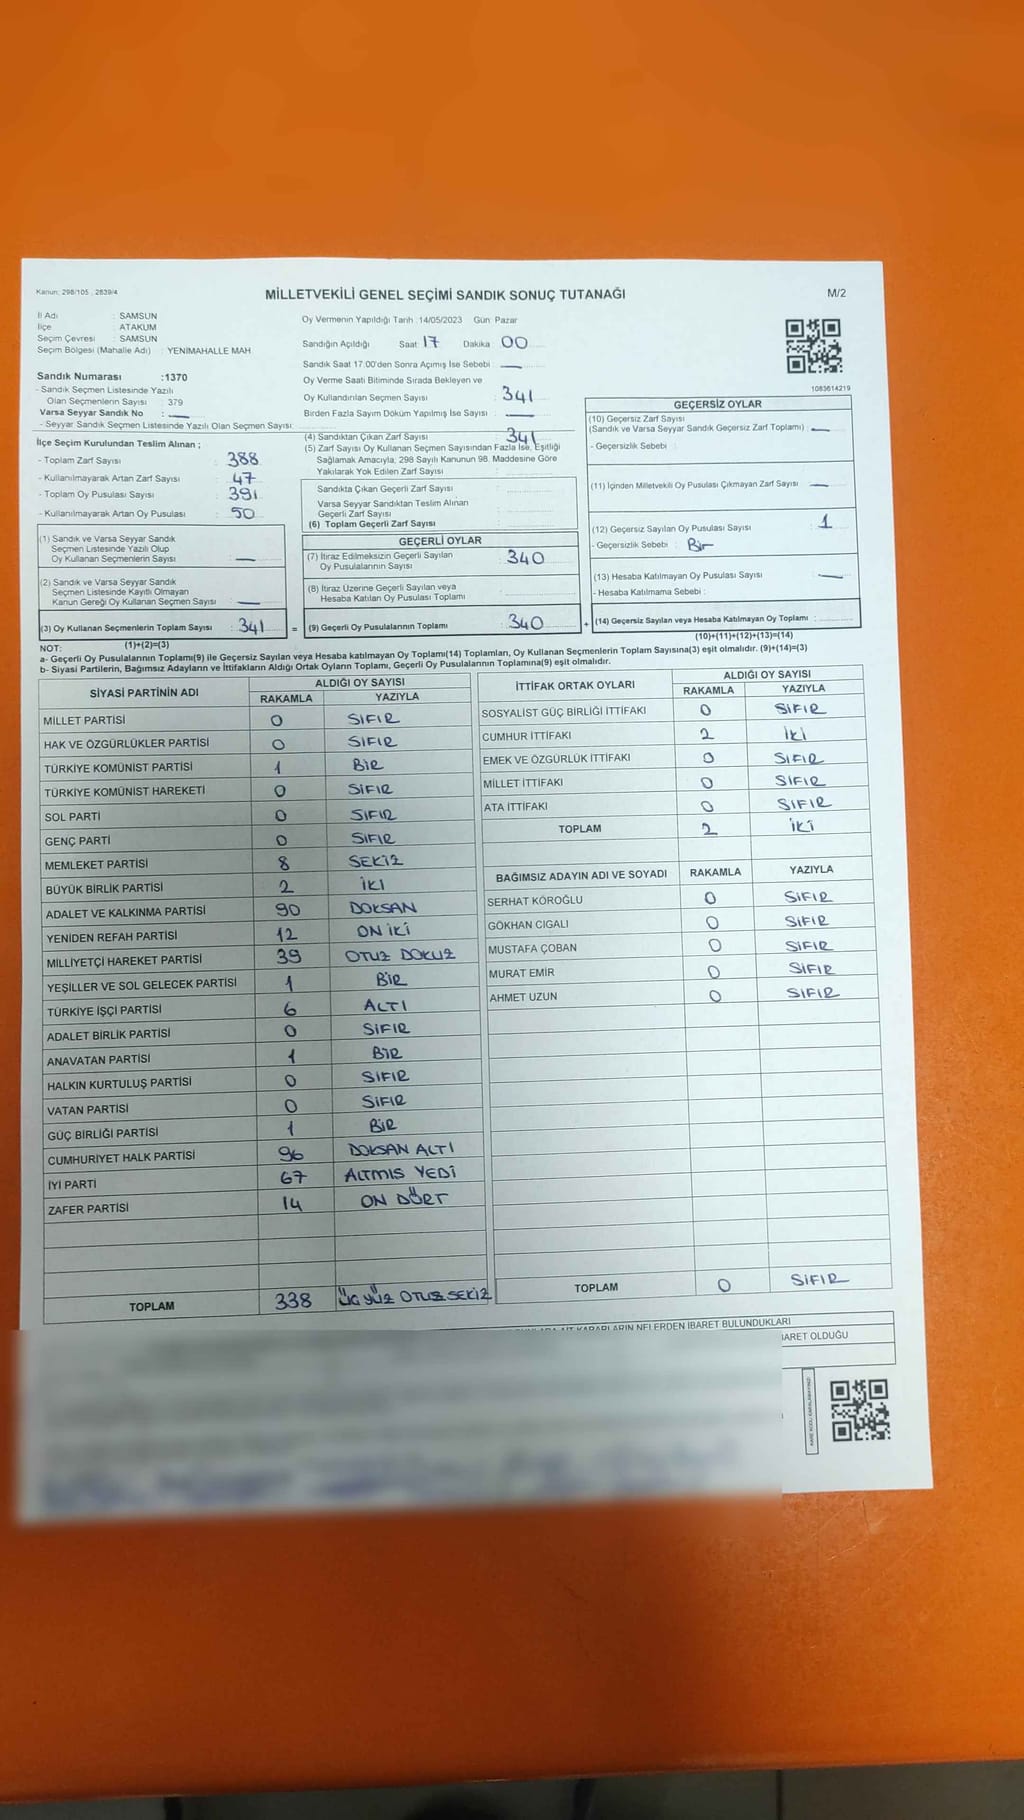 Kanun: 298/105 , 2839/4
MİLLETVEKİLİ GENEL SEÇİMİ SANDIK SONUÇ TUTANAĞI
M/2
İl Adı : SAMSUN
İlçe : ATAKUM
Seçim Çevresi : SAMSUN
Seçim Bölgesi (Mahalle Adı) : YENİMAHALLE MAH
Sandık Numarası :1370
- Sandık Seçmen Listesinde Yazılı
Olan Seçmenlerin Sayısı : 379
Varsa Seyyar Sandık No : —
- Seyyar Sandık Seçmen Listesinde Yazılı Olan Seçmen Sayısı:
İlçe Seçim Kurulundan Teslim Alınan ;
- Toplam Zarf Sayısı : 388
- Kullanılmayarak Artan Zarf Sayısı : 47
- Toplam Oy Pusulası Sayısı : 391
- Kullanılmayarak Artan Oy Pusulası : 50
(1) Sandık ve Varsa Seyyar Sandık
Seçmen Listesinde Yazılı Olup
Oy Kullanan Seçmenlerin Sayısı : —
(2) Sandık ve Varsa Seyyar Sandık
Seçmen Listesinde Kayıtlı Olmayan
Kanun Gereği Oy Kullanan Seçmen Sayısı : —
(3) Oy Kullanan Seçmenlerin Toplam Sayısı : 341 =
(1)+(2)=(3)
Oy Vermenin Yapıldığı Tarih :14/05/2023 Gün: Pazar
Sandığın Açıldığı Saat: 17 Dakika 00
Sandık Saat 17:00'den Sonra Açımış İse Sebebi —
Oy Verme Saati Bitiminde Sırada Bekleyen ve
Oy Kullandırılan Seçmen Sayısı : 341
Birden Fazla Sayım Döküm Yapılmış İse Sayısı : —
(4) Sandıktan Çıkan Zarf Sayısı : 341
(5) Zarf Sayısı Oy Kullanan Seçmen Sayısından Fazla İse, Eşitliği
Sağlamak Amacıyla, 298 Sayılı Kanunun 98. Maddesine Göre
Yakılarak Yok Edilen Zarf Sayısı :
Sandıkta Çıkan Geçerli Zarf Sayısı :
Varsa Seyyar Sandıktan Teslim Alınan
Geçerli Zarf Sayısı :
(6) Toplam Geçerli Zarf Sayısı :
GEÇERLİ OYLAR
(7) İtiraz Edilmeksizin Geçerli Sayılan
Oy Pusulalarının Sayısı : 340
(8) İtiraz Üzerine Geçerli Sayılan veya
Hesaba Katılan Oy Pusulası Toplamı :
(9) Geçerli Oy Pusulalarının Toplamı : 340 +
1083614219
GEÇERSİZ OYLAR
(10) Geçersiz Zarf Sayısı
(Sandık ve Varsa Seyyar Sandık Geçersiz Zarf Toplamı) : —
- Geçersizlik Sebebi :
(11) İçinden Milletvekili Oy Pusulası Çıkmayan Zarf Sayısı : —
(12) Geçersiz Sayılan Oy Pusulası Sayısı : 1
- Geçersizlik Sebebi : Bir
(13) Hesaba Katılmayan Oy Pusulası Sayısı : —
- Hesaba Katılmama Sebebi :
(14) Geçersiz Sayılan veya Hesaba Katılmayan Oy Toplamı :
(10)+(11)+(12)+(13)=(14)
NOT:
a- Geçerli Oy Pusulalarının Toplamı(9) ile Geçersiz Sayılan veya Hesaba katılmayan Oy Toplamı(14) Toplamları, Oy Kullanan Seçmenlerin Toplam Sayısına(3) eşit olmalıdır. (9)+(14)=(3)
b- Siyasi Partilerin, Bağımsız Adayların ve İttifakların Aldığı Ortak Oyların Toplamı, Geçerli Oy Pusulalarının Toplamına(9) eşit olmalıdır.
SİYASİ PARTİNİN ADI ALDIĞI OY SAYISI
RAKAMLA YAZIYLA
MİLLET PARTİSİ 0 SIFIR
HAK VE ÖZGÜRLÜKLER PARTİSİ 0 SIFIR
TÜRKİYE KOMÜNİST PARTİSİ 1 BİR
TÜRKİYE KOMÜNİST HAREKETİ 0 SIFIR
SOL PARTİ 0 SIFIR
GENÇ PARTİ 0 SIFIR
MEMLEKET PARTİSİ 8 SEKİZ
BÜYÜK BİRLİK PARTİSİ 2 İKİ
ADALET VE KALKINMA PARTİSİ 90 DOKSAN
YENİDEN REFAH PARTİSİ 12 ON İKİ
MİLLİYETÇİ HAREKET PARTİSİ 39 OTUZ DOKUZ
YEŞİLLER VE SOL GELECEK PARTİSİ 1 BİR
TÜRKİYE İŞÇİ PARTİSİ 6 ALTI
ADALET BİRLİK PARTİSİ 0 SIFIR
ANAVATAN PARTİSİ 1 BİR
HALKIN KURTULUŞ PARTİSİ 0 SIFIR
VATAN PARTİSİ 0 SIFIR
GÜÇ BİRLİĞİ PARTİSİ 1 BİR
CUMHURİYET HALK PARTİSİ 96 DOKSAN ALTI
İYİ PARTİ 67 ALTMIS YEDİ
ZAFER PARTİSİ 14 ON DÖRT
TOPLAM 338 ÜÇ YÜZ OTUZ SEKİZ
İTTİFAK ORTAK OYLARI ALDIĞI OY SAYISI
RAKAMLA YAZIYLA
SOSYALİST GÜÇ BİRLİĞİ İTTİFAKI 0 SIFIR
CUMHUR İTTİFAKI 2 İKİ
EMEK VE ÖZGÜRLÜK İTTİFAKI 0 SIFIR
MİLLET İTTİFAKI 0 SIFIR
ATA İTTİFAKI 0 SIFIR
TOPLAM 2 İKİ
BAĞIMSIZ ADAYIN ADI VE SOYADI RAKAMLA YAZIYLA
SERHAT KÖROĞLU 0 SIFIR
GÖKHAN CIGALI 0 SIFIR
MUSTAFA ÇOBAN 0 SIFIR
MURAT EMİR 0 SIFIR
AHMET UZUN 0 SIFIR
TOPLAM 0 SIFIR
KARARLARIN NELERDEN İBARET BULUNDUKLARI
İBARET OLDUĞU